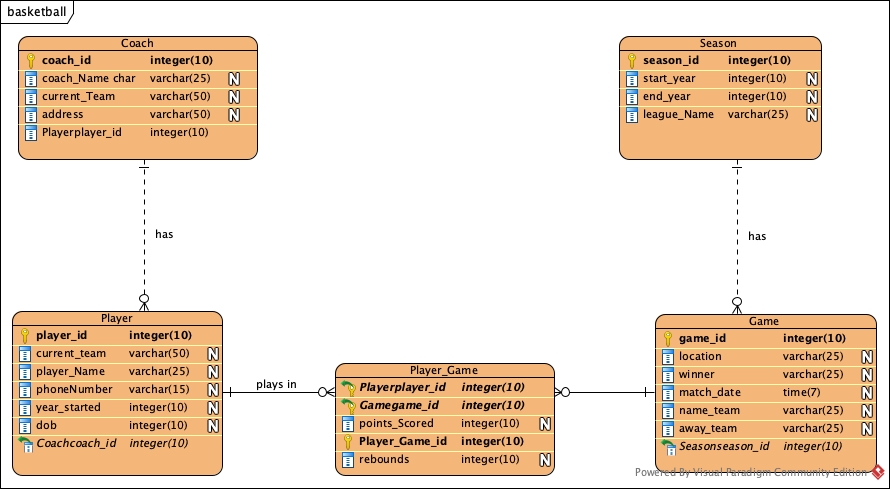 basketball
Coach
coach_id integer(10)
coach_Name char varchar(25) N
current_Team varchar(50) N
address varchar(50) N
Playerplayer_id integer(10)
Season
season_id integer(10)
start_year integer(10) N
end_year integer(10) N
league_Name varchar(25) N
has
has
Player
player_id integer(10)
current_team varchar(50) N
player_Name varchar(25) N
phoneNumber varchar(15) N
year_started integer(10) N
dob integer(10) N
Coachcoach_id integer(10)
plays in
Player_Game
Playerplayer_id integer(10)
Gamegame_id integer(10)
points_Scored integer(10) N
Player_Game_id integer(10)
rebounds integer(10) N
Game
game_id integer(10)
location varchar(25) N
winner varchar(25) N
match_date time(7) N
name_team varchar(25) N
away_team varchar(25) N
Seasonseason_id integer(10)
Powered By Visual Paradigm Community Edition